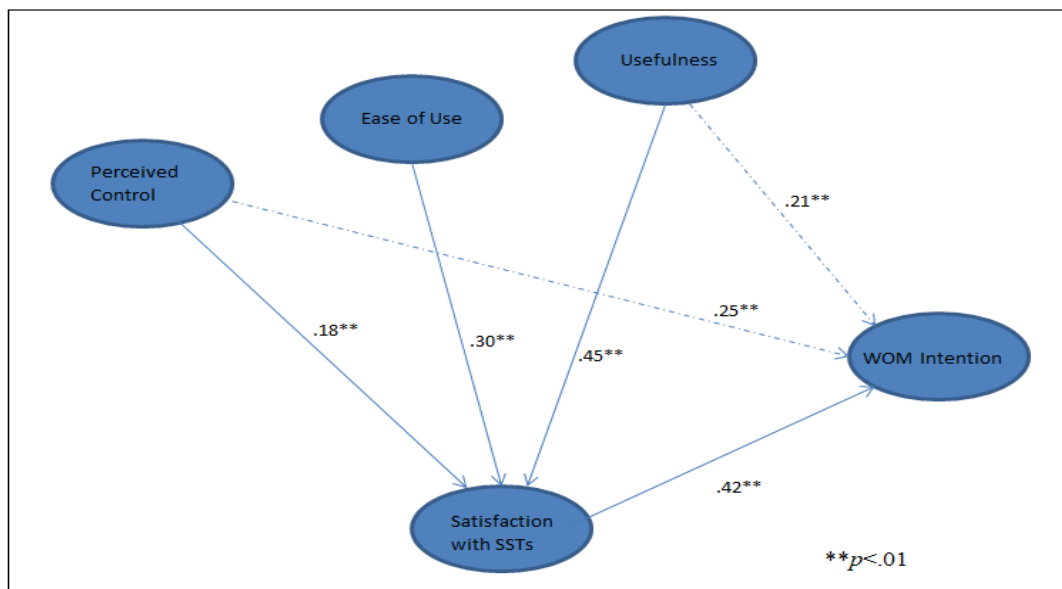 Usefulness
Ease of Use
Perceived
Control
.21**
.25**
.18**
.30**
.45**
WOM Intention
.42**
Satisfaction
with SSTs
**p<.01